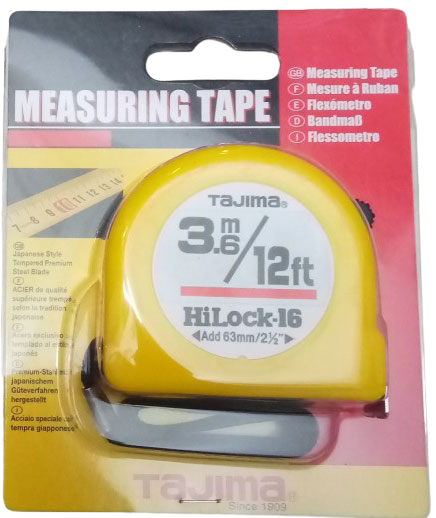 MEASURING TAPE
GB Measuring Tape
F Mesure à Ruban
E Flexómetro
D Bandmaß
I Flessometro
7 8 9 10 11 12 13 14
TAJIMA®
3.6m/12ft
HiLock-16
◀Add 63mm/2½"▶
GB
Japanese Style
Tempered Premium
Steel Blade
F
ACIER de qualité
supérieure trempé
selon la tradition
japonaise
Acero exclusivo
templado al
japonés
Premium-Stahl
japanischem
Güteverfahren
hergestellt
I
Acciaio speciale
tempra giapponese
TAJIMA®
Since 1909